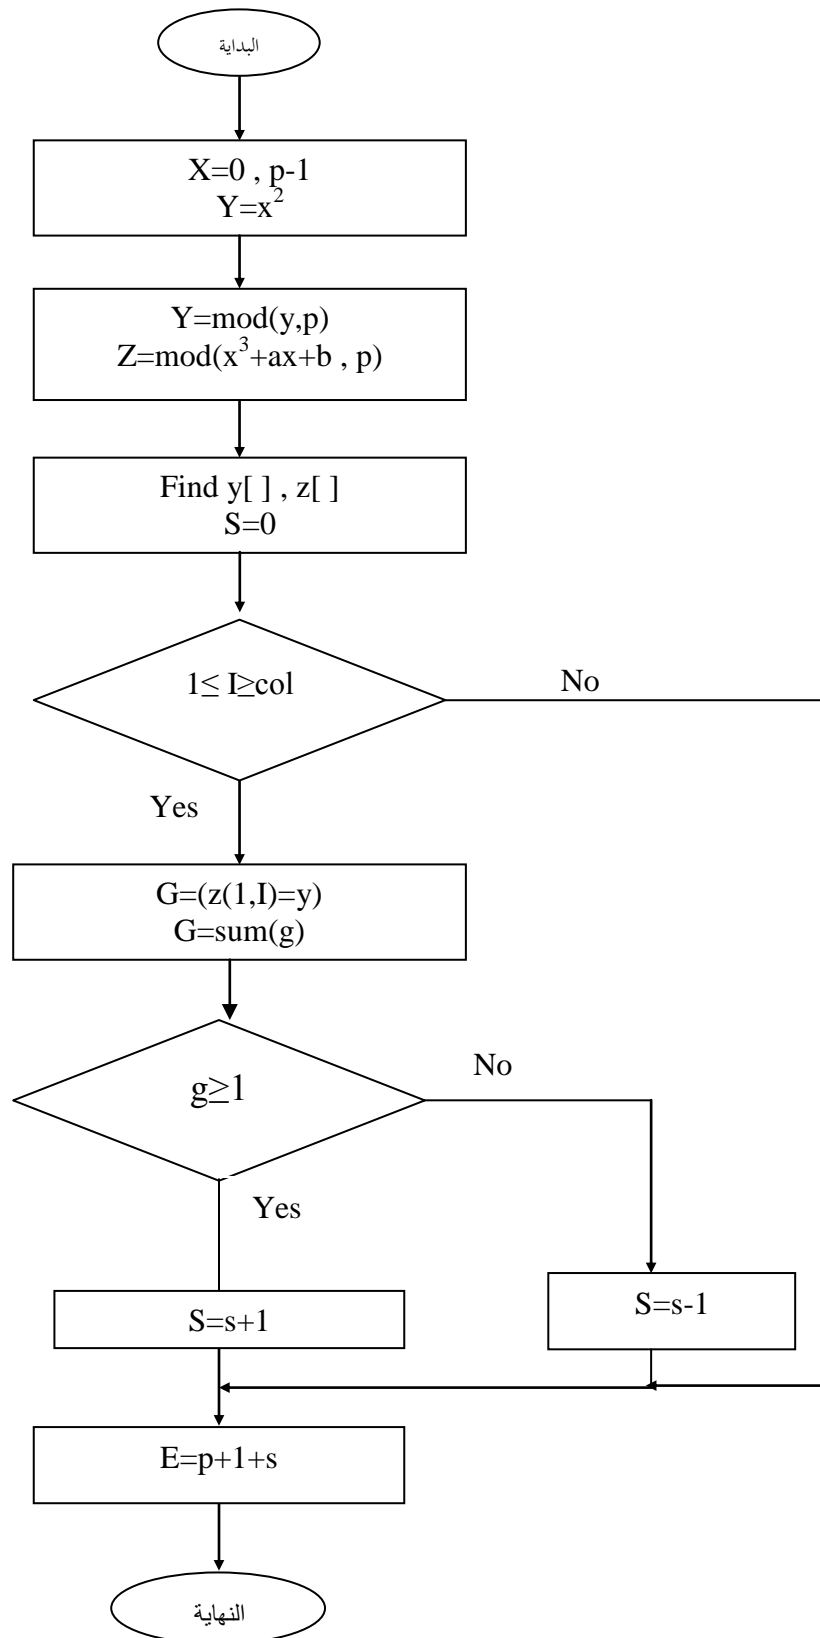 البداية
X=0 , p-1
Y=x²
Y=mod(y,p)
Z=mod(x³+ax+b , p)
Find y[ ] , z[ ]
S=0
1≤ I≥col
No
Yes
G=(z(1,I)=y)
G=sum(g)
g≥1
No
Yes
S=s+1
S=s-1
E=p+1+s
النهاية